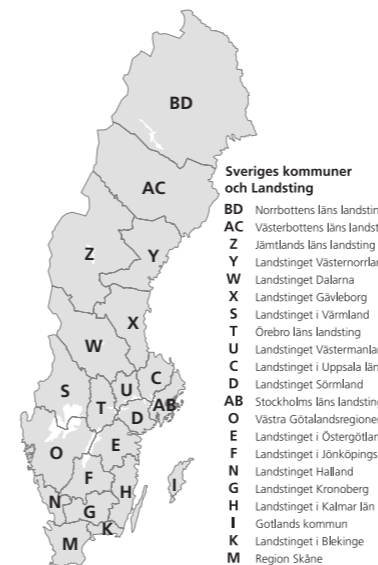 BD
AC
Z
Y
X
W
C
S
U
AB
T
D
E
O
F
I
H
N
G
K
M
Sveriges kommuner
och Landsting
BD Norrbottens läns landstin
AC Västerbottens läns landst
Z Jämtlands läns landsting
Y Landstinget Västernorrlan
W Landstinget Dalarna
X Landstinget Gävleborg
S Landstinget i Värmland
T Örebro läns landsting
U Landstinget Västermanla
C Landstinget i Uppsala län
D Landstinget Sörmland
AB Stockholms läns landsting
O Västra Götalandsregionen
E Landstinget i Östergötlan
F Landstinget i Jönköpings
N Landstinget Halland
G Landstinget Kronoberg
H Landstinget i Kalmar län
I Gotlands kommun
K Landstinget i Blekinge
M Region Skåne